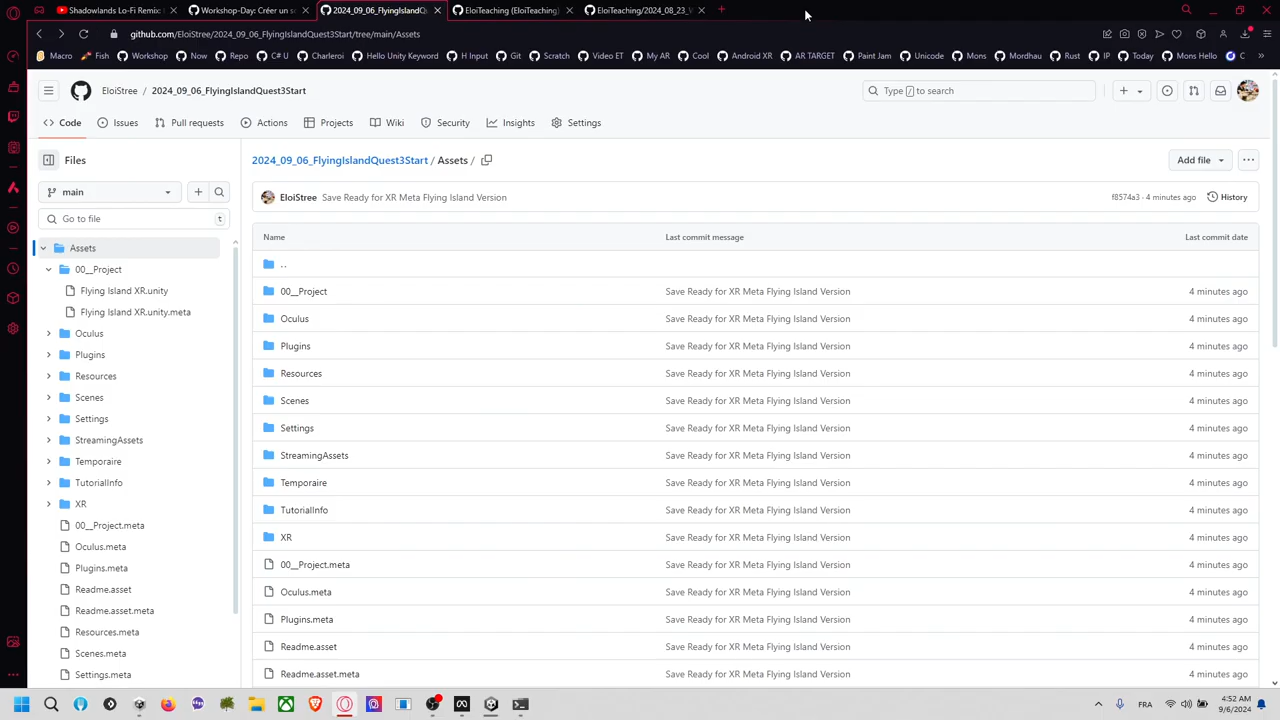 Shadowlands Lo-Fi Remix:
Workshop-Day: Créer un s
2024_09_06_FlyingIslandQ
EloiTeaching (EloiTeaching)
EloiTeaching/2024_08_23_V
github.com/EloiStree/2024_09_06_FlyingIslandQuest3Start/tree/main/Assets
Macro Fish Workshop Now Repo C# U Charleroi Hello Unity Keyword H Input Git Scratch Video ET My AR Cool Android XR AR TARGET Paint Jam Unicode Mons Mordhau Rust IP Today Mons Hello C
EloiStree / 2024_09_06_FlyingIslandQuest3Start
Type / to search
Code Issues Pull requests Actions Projects Wiki Security Insights Settings
Files
main
Go to file t
Assets
00__Project
Flying Island XR.unity
Flying Island XR.unity.meta
Oculus
Plugins
Resources
Scenes
Settings
StreamingAssets
Temporaire
TutorialInfo
XR
00__Project.meta
Oculus.meta
Plugins.meta
Readme.asset
Readme.asset.meta
Resources.meta
Scenes.meta
Settings.meta
2024_09_06_FlyingIslandQuest3Start / Assets /
Add file
EloiStree Save Ready for XR Meta Flying Island Version f8574a3 · 4 minutes ago History
Name Last commit message Last commit date
..
00__Project Save Ready for XR Meta Flying Island Version 4 minutes ago
Oculus Save Ready for XR Meta Flying Island Version 4 minutes ago
Plugins Save Ready for XR Meta Flying Island Version 4 minutes ago
Resources Save Ready for XR Meta Flying Island Version 4 minutes ago
Scenes Save Ready for XR Meta Flying Island Version 4 minutes ago
Settings Save Ready for XR Meta Flying Island Version 4 minutes ago
StreamingAssets Save Ready for XR Meta Flying Island Version 4 minutes ago
Temporaire Save Ready for XR Meta Flying Island Version 4 minutes ago
TutorialInfo Save Ready for XR Meta Flying Island Version 4 minutes ago
XR Save Ready for XR Meta Flying Island Version 4 minutes ago
00__Project.meta Save Ready for XR Meta Flying Island Version 4 minutes ago
Oculus.meta Save Ready for XR Meta Flying Island Version 4 minutes ago
Plugins.meta Save Ready for XR Meta Flying Island Version 4 minutes ago
Readme.asset Save Ready for XR Meta Flying Island Version 4 minutes ago
Readme.asset.meta Save Ready for XR Meta Flying Island Version 4 minutes ago
FRA
4:52 AM
9/6/2024